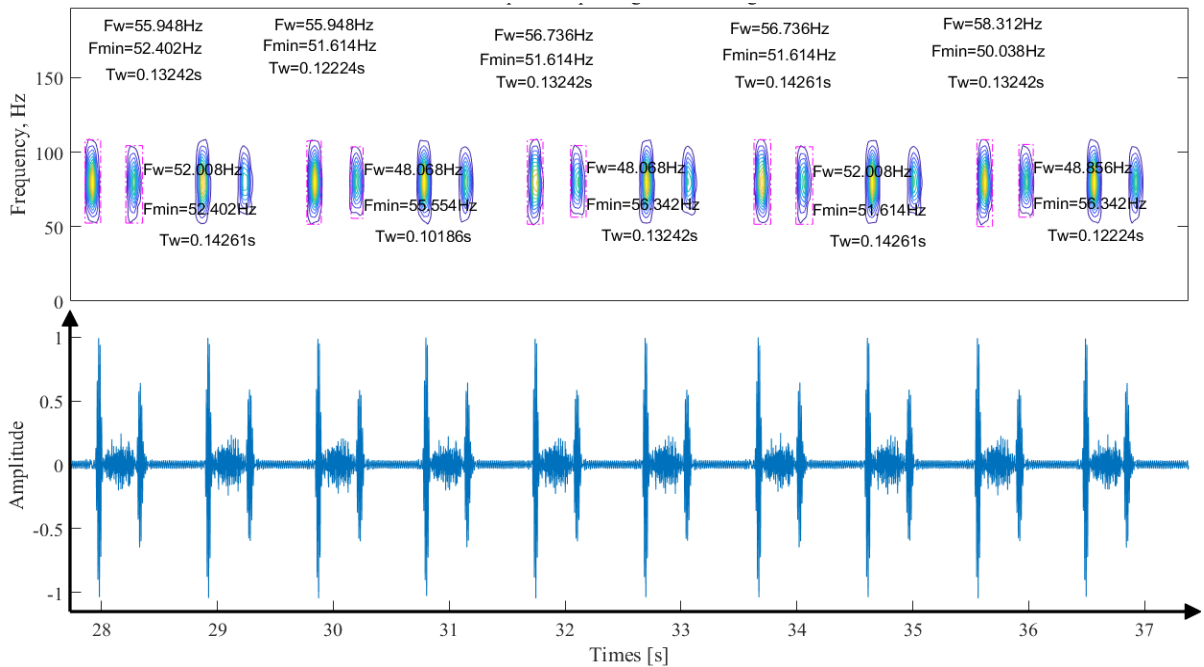 Fw=55.948Hz
Fmin=52.402Hz
Tw=0.13242s
Fw=55.948Hz
Fmin=51.614Hz
Tw=0.12224s
Fw=56.736Hz
Fmin=51.614Hz
Tw=0.13242s
Fw=56.736Hz
Fmin=51.614Hz
Tw=0.14261s
Fw=58.312Hz
Fmin=50.038Hz
Tw=0.13242s
Fw=52.008Hz
Fmin=52.402Hz
Tw=0.14261s
Fw=48.068Hz
Fmin=55.554Hz
Tw=0.10186s
Fw=48.068Hz
Fmin=56.342Hz
Tw=0.13242s
Fw=52.008Hz
Fmin=51.614Hz
Tw=0.14261s
Fw=48.856Hz
Fmin=56.342Hz
Tw=0.12224s
Frequency, Hz
150
100
50
0
Amplitude
1
0.5
0
-0.5
-1
28 29 30 31 32 33 34 35 36 37
Times [s]